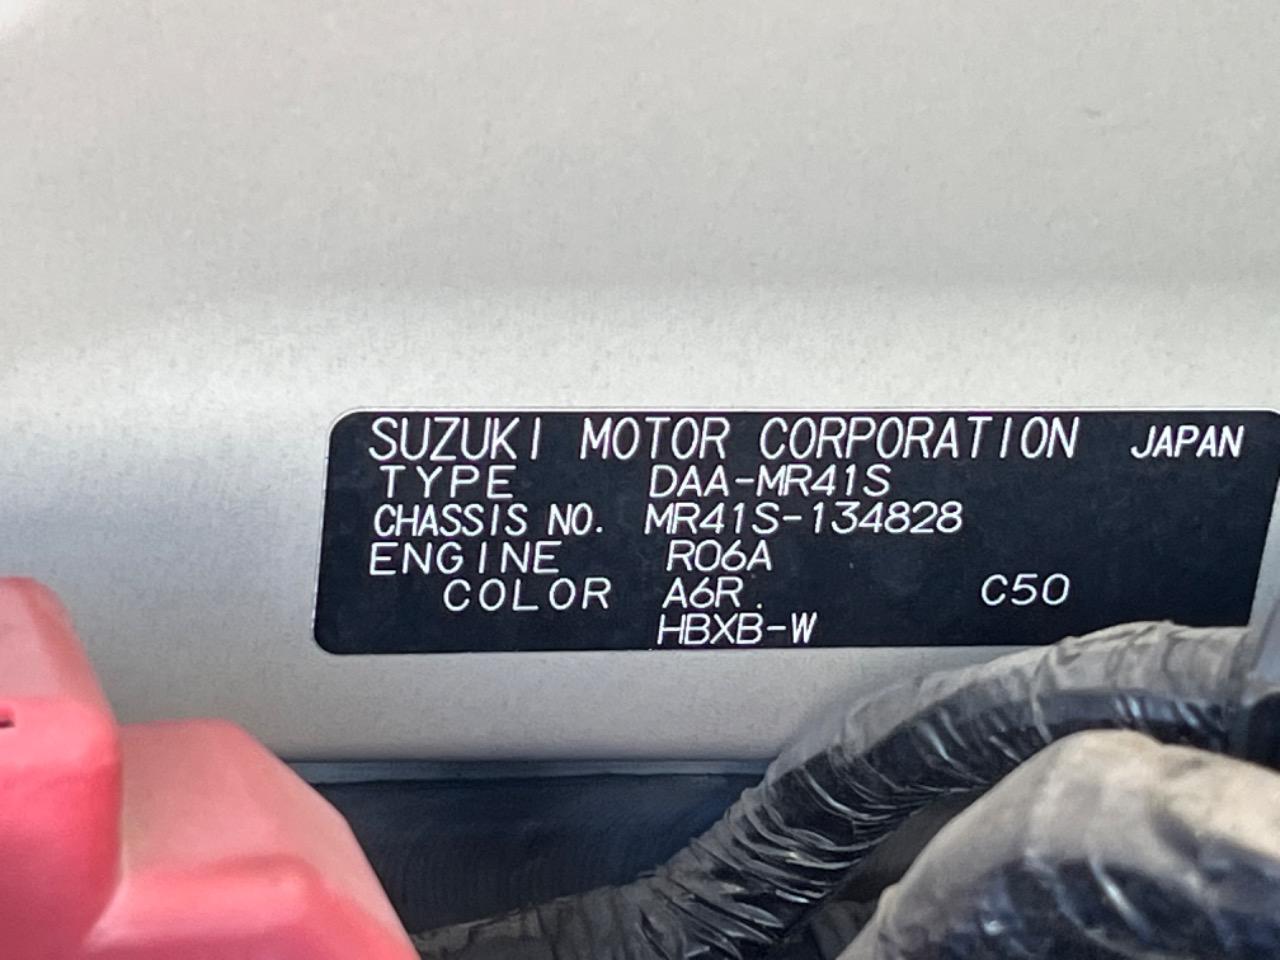 SUZUKI MOTOR CORPORATION JAPAN
TYPE DAA-MR41S
CHASSIS NO. MR41S-134828
ENGINE R06A
COLOR A6R C50
HBXB-W